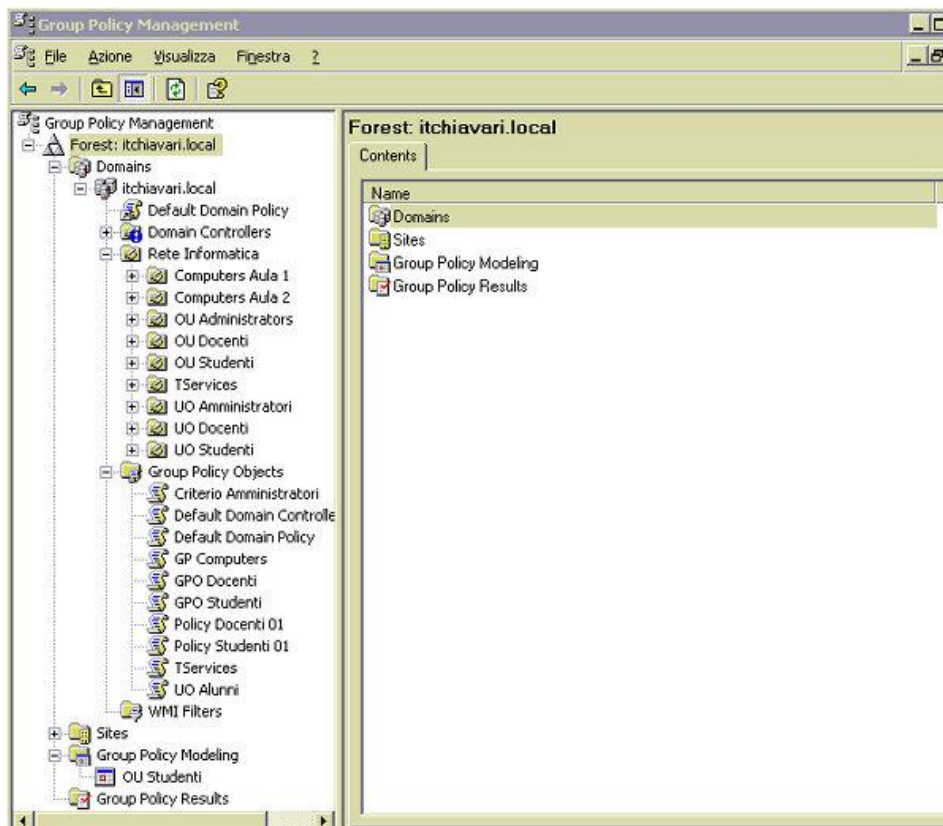 Group Policy Management
File Azione Visualizza Finestra ?
Group Policy Management
Forest: itchiavari.local
Domains
itchiavari.local
Default Domain Policy
Domain Controllers
Rete Informatica
Computers Aula 1
Computers Aula 2
OU Administrators
OU Docenti
OU Studenti
TServices
UO Amministratori
UO Docenti
UO Studenti
Group Policy Objects
Criterio Amministratori
Default Domain Controlle
Default Domain Policy
GP Computers
GPO Docenti
GPO Studenti
Policy Docenti 01
Policy Studenti 01
TServices
UO Alunni
WMI Filters
Sites
Group Policy Modeling
OU Studenti
Group Policy Results
Forest: itchiavari.local
Contents
Name
Domains
Sites
Group Policy Modeling
Group Policy Results